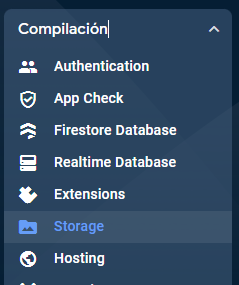 Compilación
Authentication
App Check
Firestore Database
Realtime Database
Extensions
Storage
Hosting